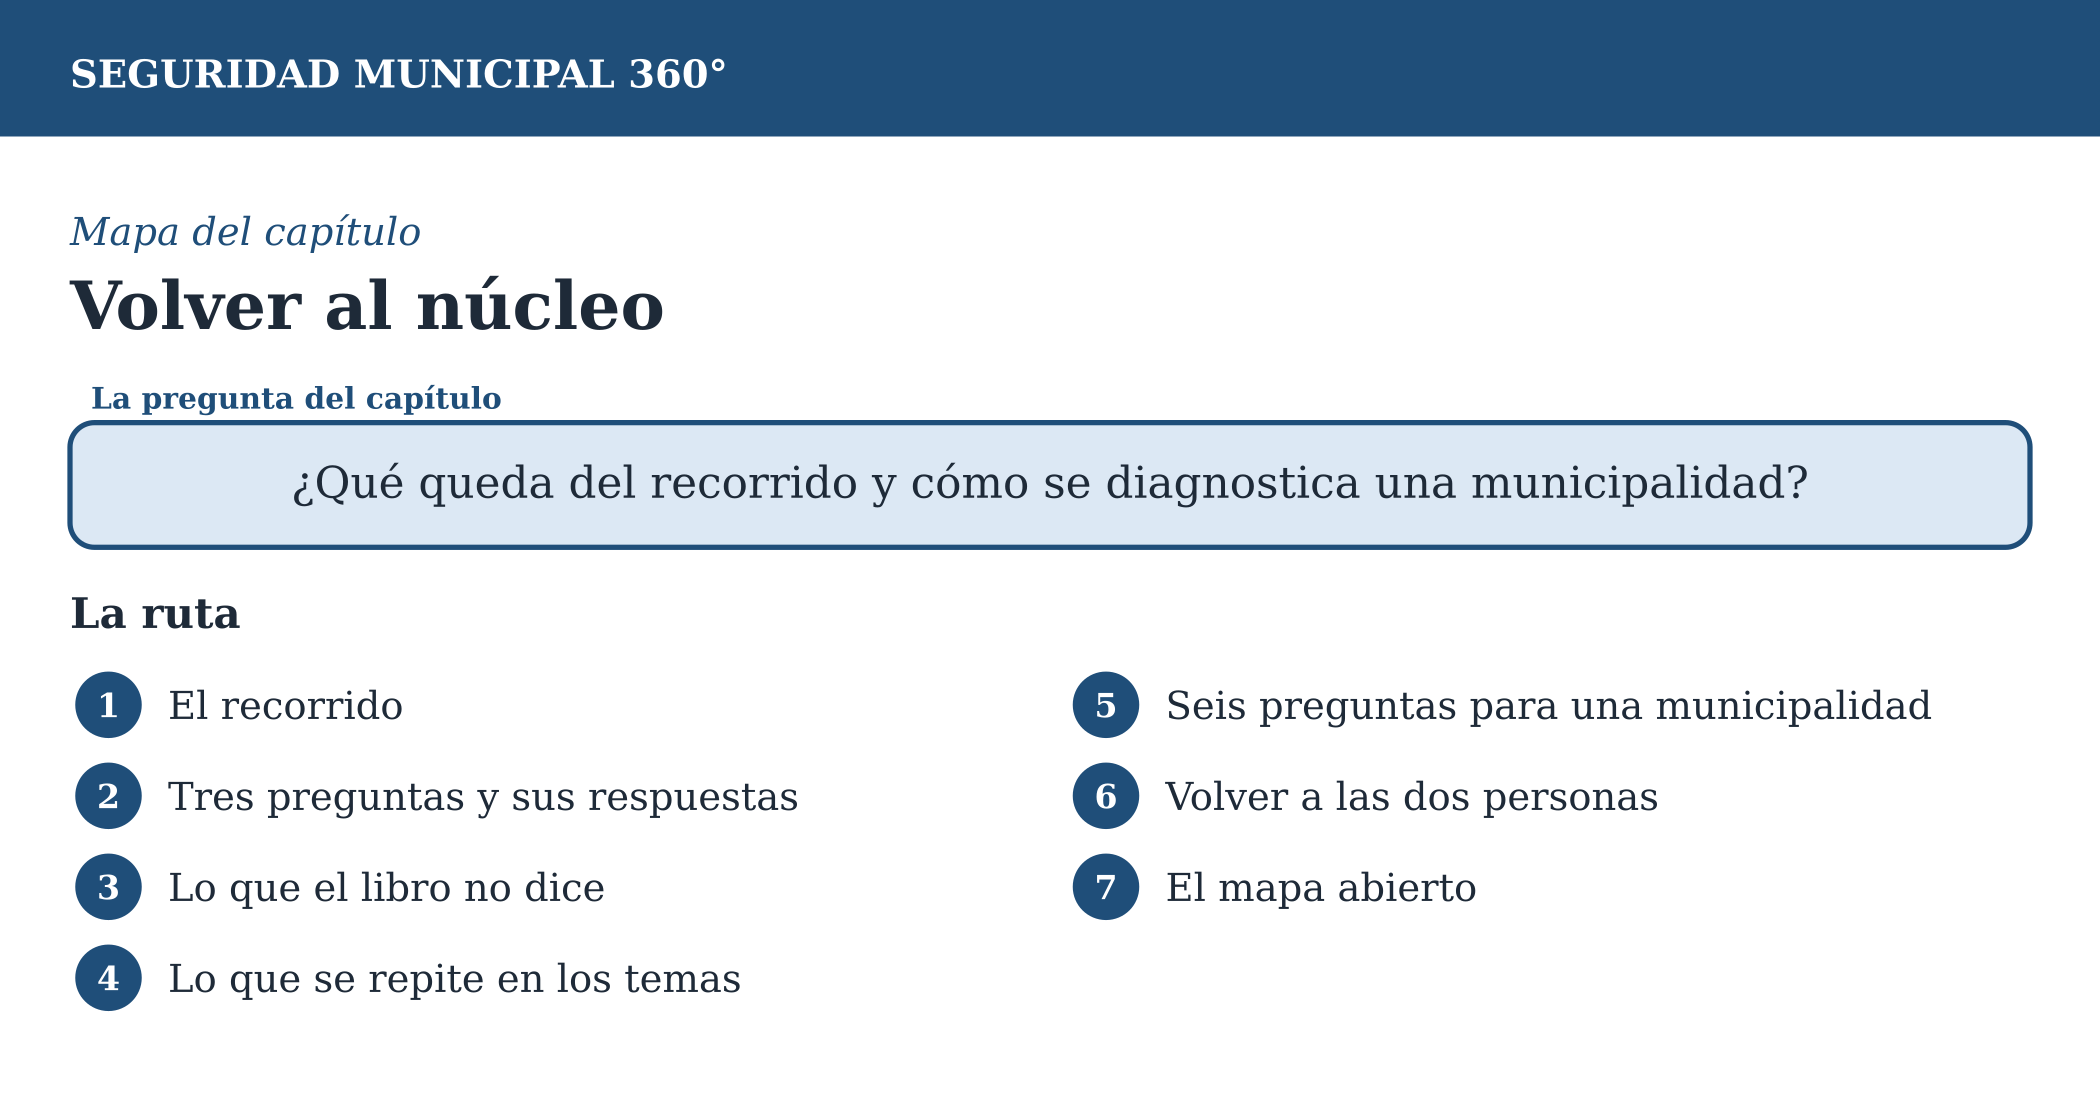 SEGURIDAD MUNICIPAL 360°
Mapa del capítulo
Volver al núcleo
La pregunta del capítulo
¿Qué queda del recorrido y cómo se diagnostica una municipalidad?
La ruta
1 El recorrido
2 Tres preguntas y sus respuestas
3 Lo que el libro no dice
4 Lo que se repite en los temas
5 Seis preguntas para una municipalidad
6 Volver a las dos personas
7 El mapa abierto